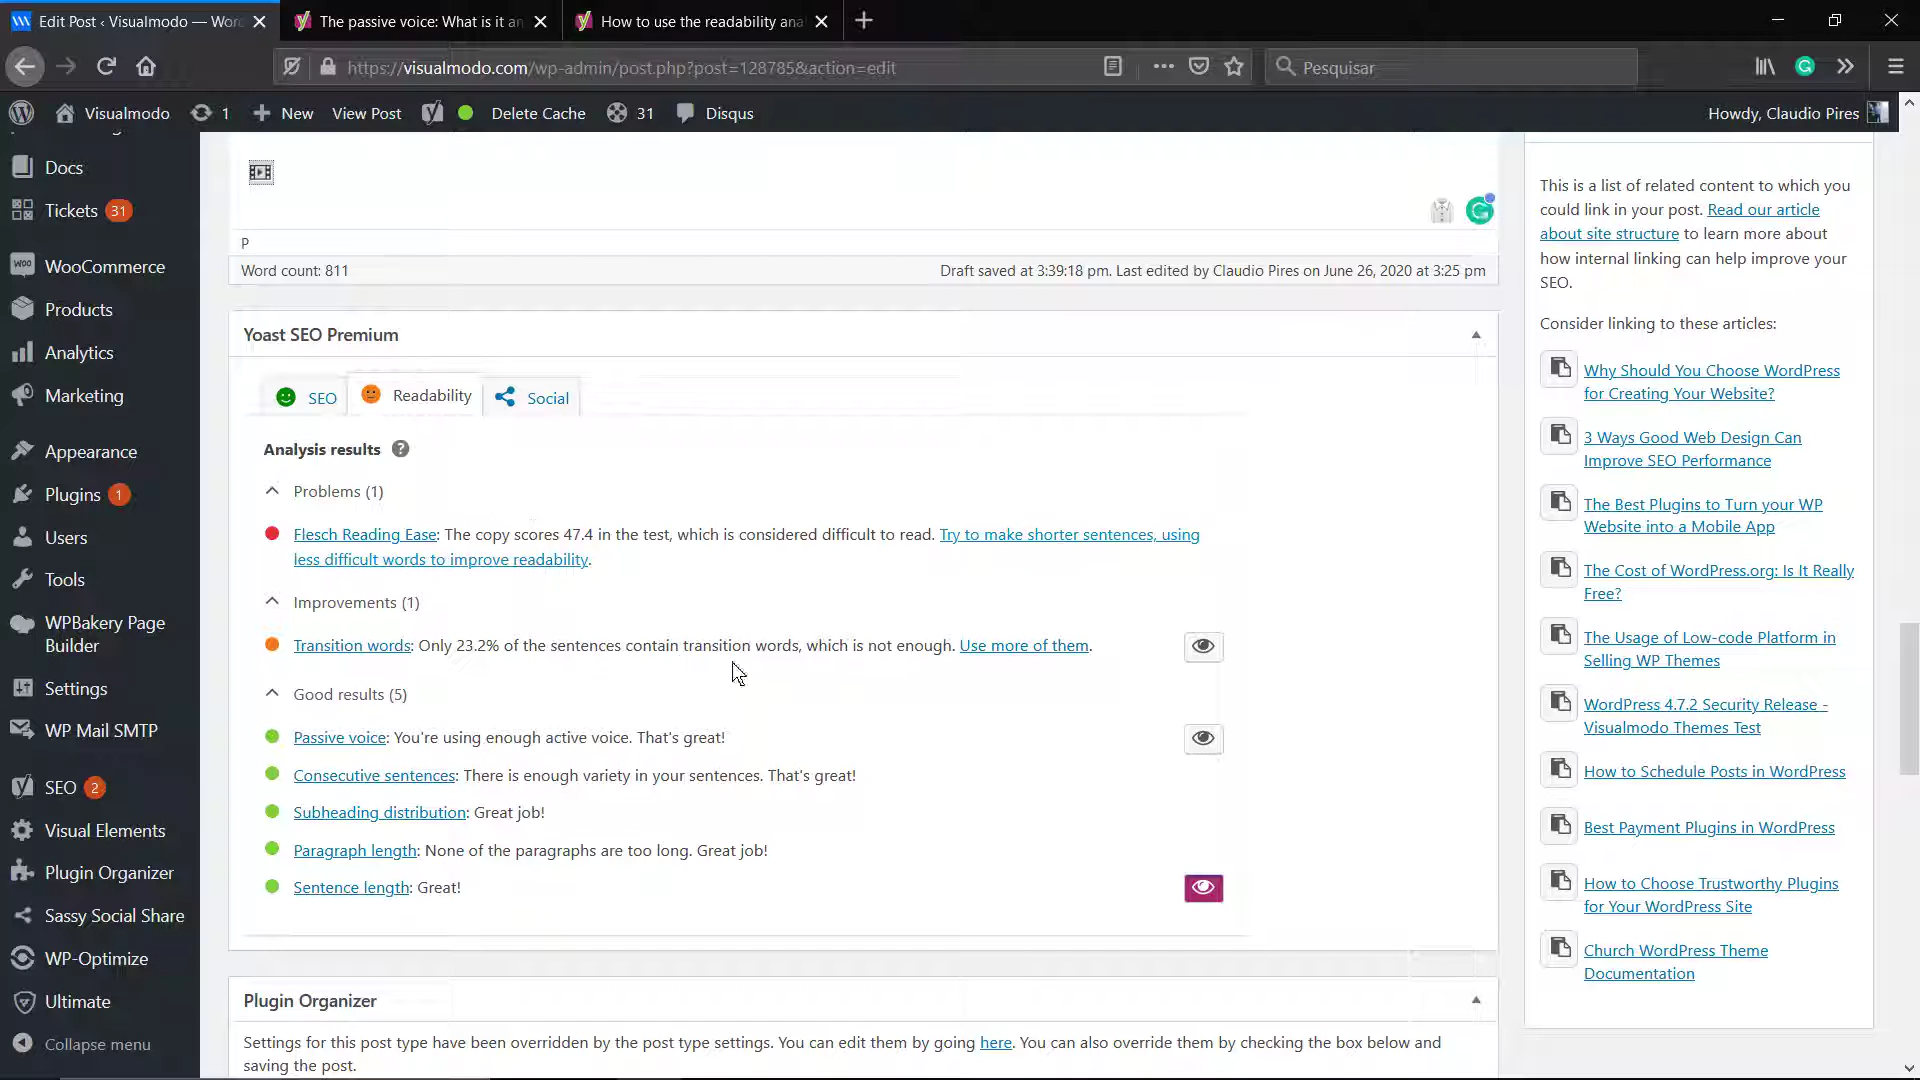 Edit Post ‹ Visualmodo — Wor
The passive voice: What is it an
How to use the readability ana
https://visualmodo.com/wp-admin/post.php?post=128785&action=edit
Pesquisar
Visualmodo
1
New
View Post
Delete Cache
31
Disqus
Howdy, Claudio Pires
Docs
Tickets 31
WooCommerce
Products
Analytics
Marketing
Appearance
Plugins 1
Users
Tools
WPBakery Page
Builder
Settings
WP Mail SMTP
SEO 2
Visual Elements
Plugin Organizer
Sassy Social Share
WP-Optimize
Ultimate
Collapse menu
P
Word count: 811
Draft saved at 3:39:18 pm. Last edited by Claudio Pires on June 26, 2020 at 3:25 pm
Yoast SEO Premium
SEO
Readability
Social
Analysis results
Problems (1)
Flesch Reading Ease: The copy scores 47.4 in the test, which is considered difficult to read. Try to make shorter sentences, using
less difficult words to improve readability.
Improvements (1)
Transition words: Only 23.2% of the sentences contain transition words, which is not enough. Use more of them.
Good results (5)
Passive voice: You're using enough active voice. That's great!
Consecutive sentences: There is enough variety in your sentences. That's great!
Subheading distribution: Great job!
Paragraph length: None of the paragraphs are too long. Great job!
Sentence length: Great!
Plugin Organizer
Settings for this post type have been overridden by the post type settings. You can edit them by going here. You can also override them by checking the box below and
saving the post.
This is a list of related content to which you
could link in your post. Read our article
about site structure to learn more about
how internal linking can help improve your
SEO.
Consider linking to these articles:
Why Should You Choose WordPress
for Creating Your Website?
3 Ways Good Web Design Can
Improve SEO Performance
The Best Plugins to Turn your WP
Website into a Mobile App
The Cost of WordPress.org: Is It Really
Free?
The Usage of Low-code Platform in
Selling WP Themes
WordPress 4.7.2 Security Release -
Visualmodo Themes Test
How to Schedule Posts in WordPress
Best Payment Plugins in WordPress
How to Choose Trustworthy Plugins
for Your WordPress Site
Church WordPress Theme
Documentation